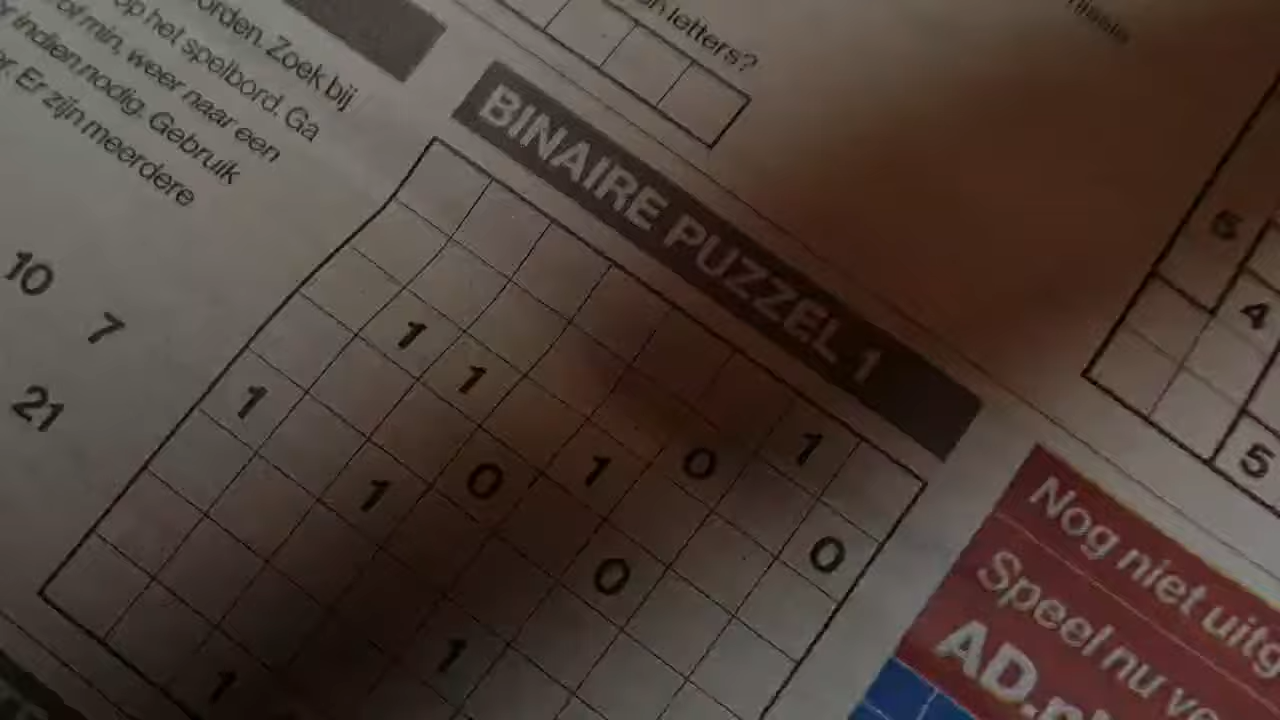 orden. Zoek bij
op het spelbord. Ga
of min, weer naar een
indien nodig. Gebruik
Er zijn meerdere
10
7
21
en letters?
BINAIRE PUZZEL 1
1
1 1 0
1 1 0
1 0 0
1
1
5
4
5
Nog niet uitg
Speel nu ve
AD.n